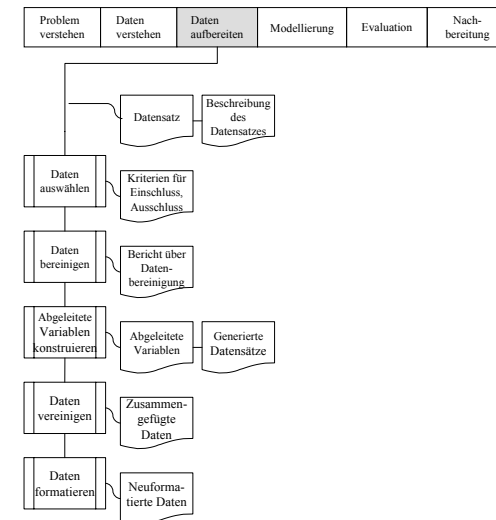 Problem
verstehen
Daten
verstehen
Daten
aufbereiten
Modellierung
Evaluation
Nach-
bereitung
Datensatz
Beschreibung
des
Datensatzes
Daten
auswählen
Kriterien für
Einschluss,
Ausschluss
Daten
bereinigen
Bericht über
Daten-
bereinigung
Abgeleitete
Variablen
konstruieren
Abgeleitete
Variablen
Generierte
Datensätze
Daten
vereinigen
Zusammen-
gefügte
Daten
Daten
formatieren
Neuforma-
tierte Daten